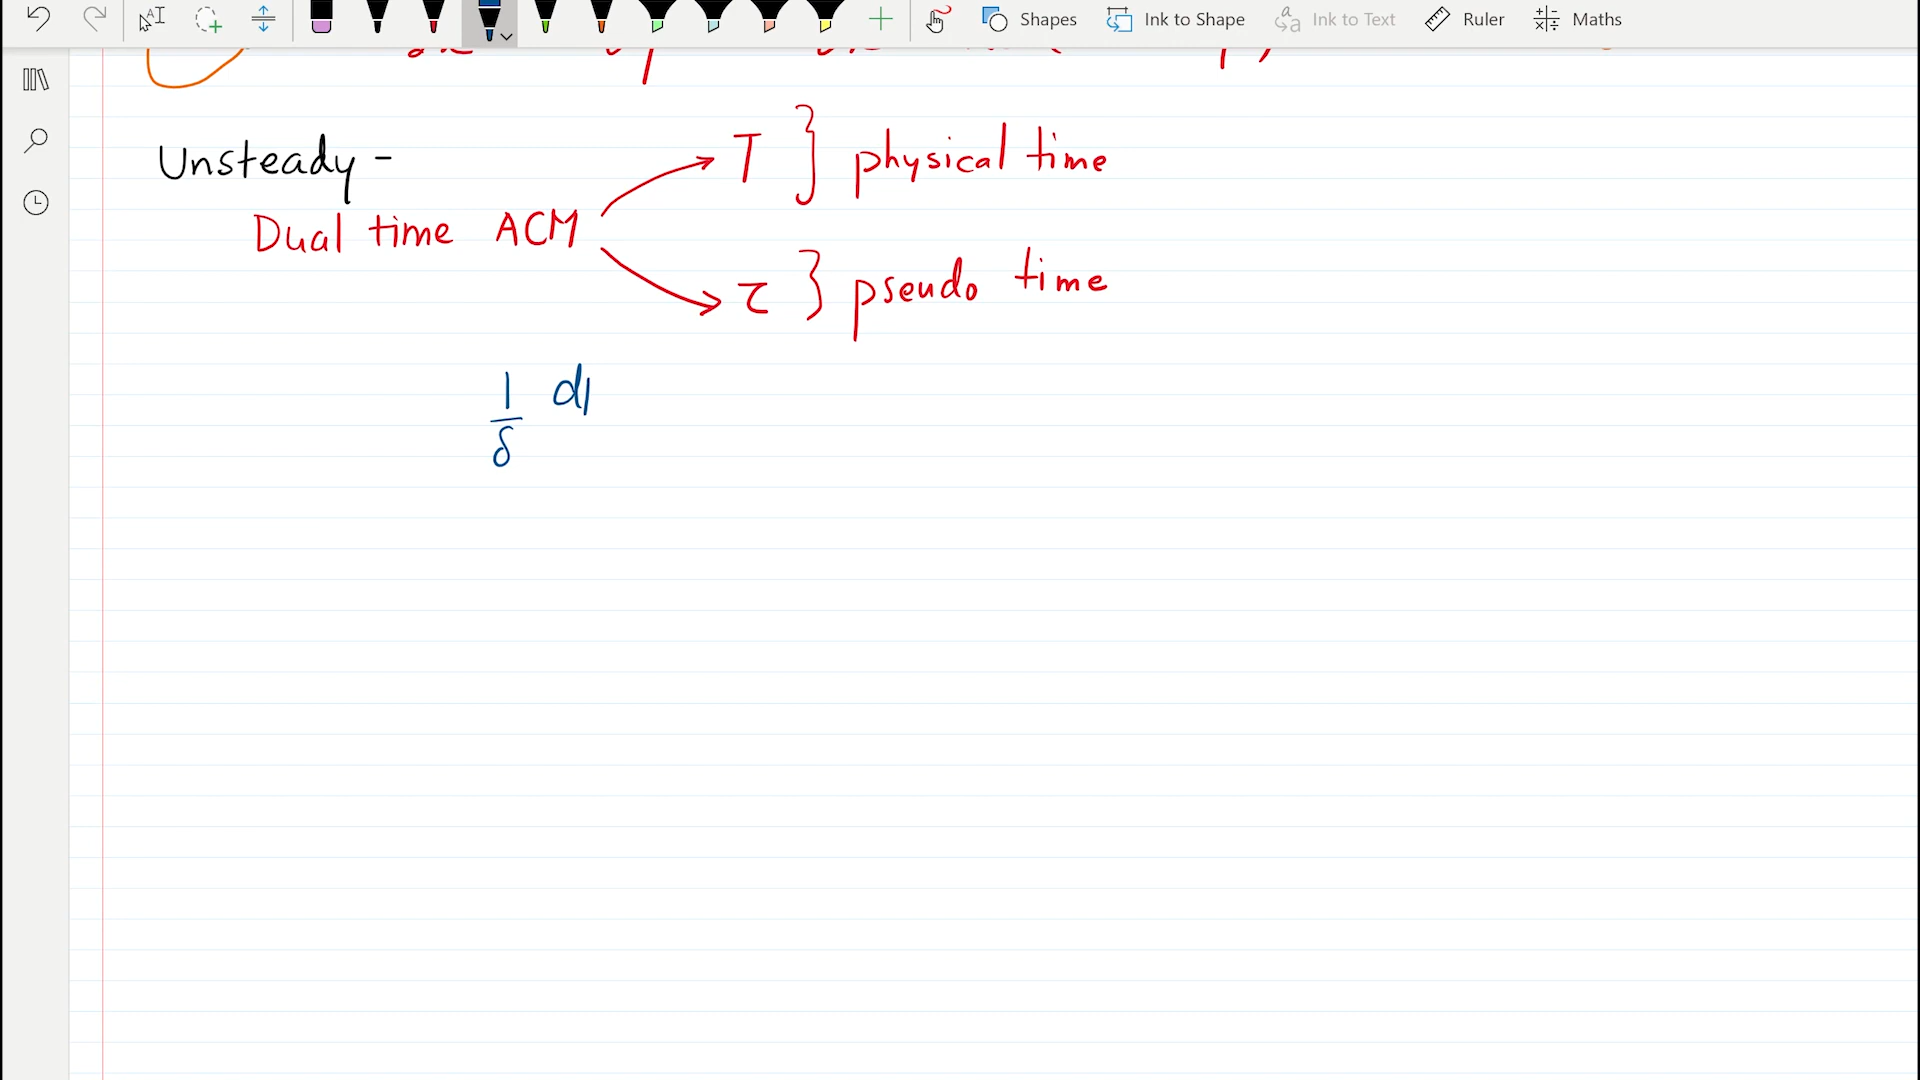 Shapes Ink to Shape Ink to Text Ruler Maths
Unsteady -
T } physical time
Dual time ACM
τ } pseudo time
1 d
δ